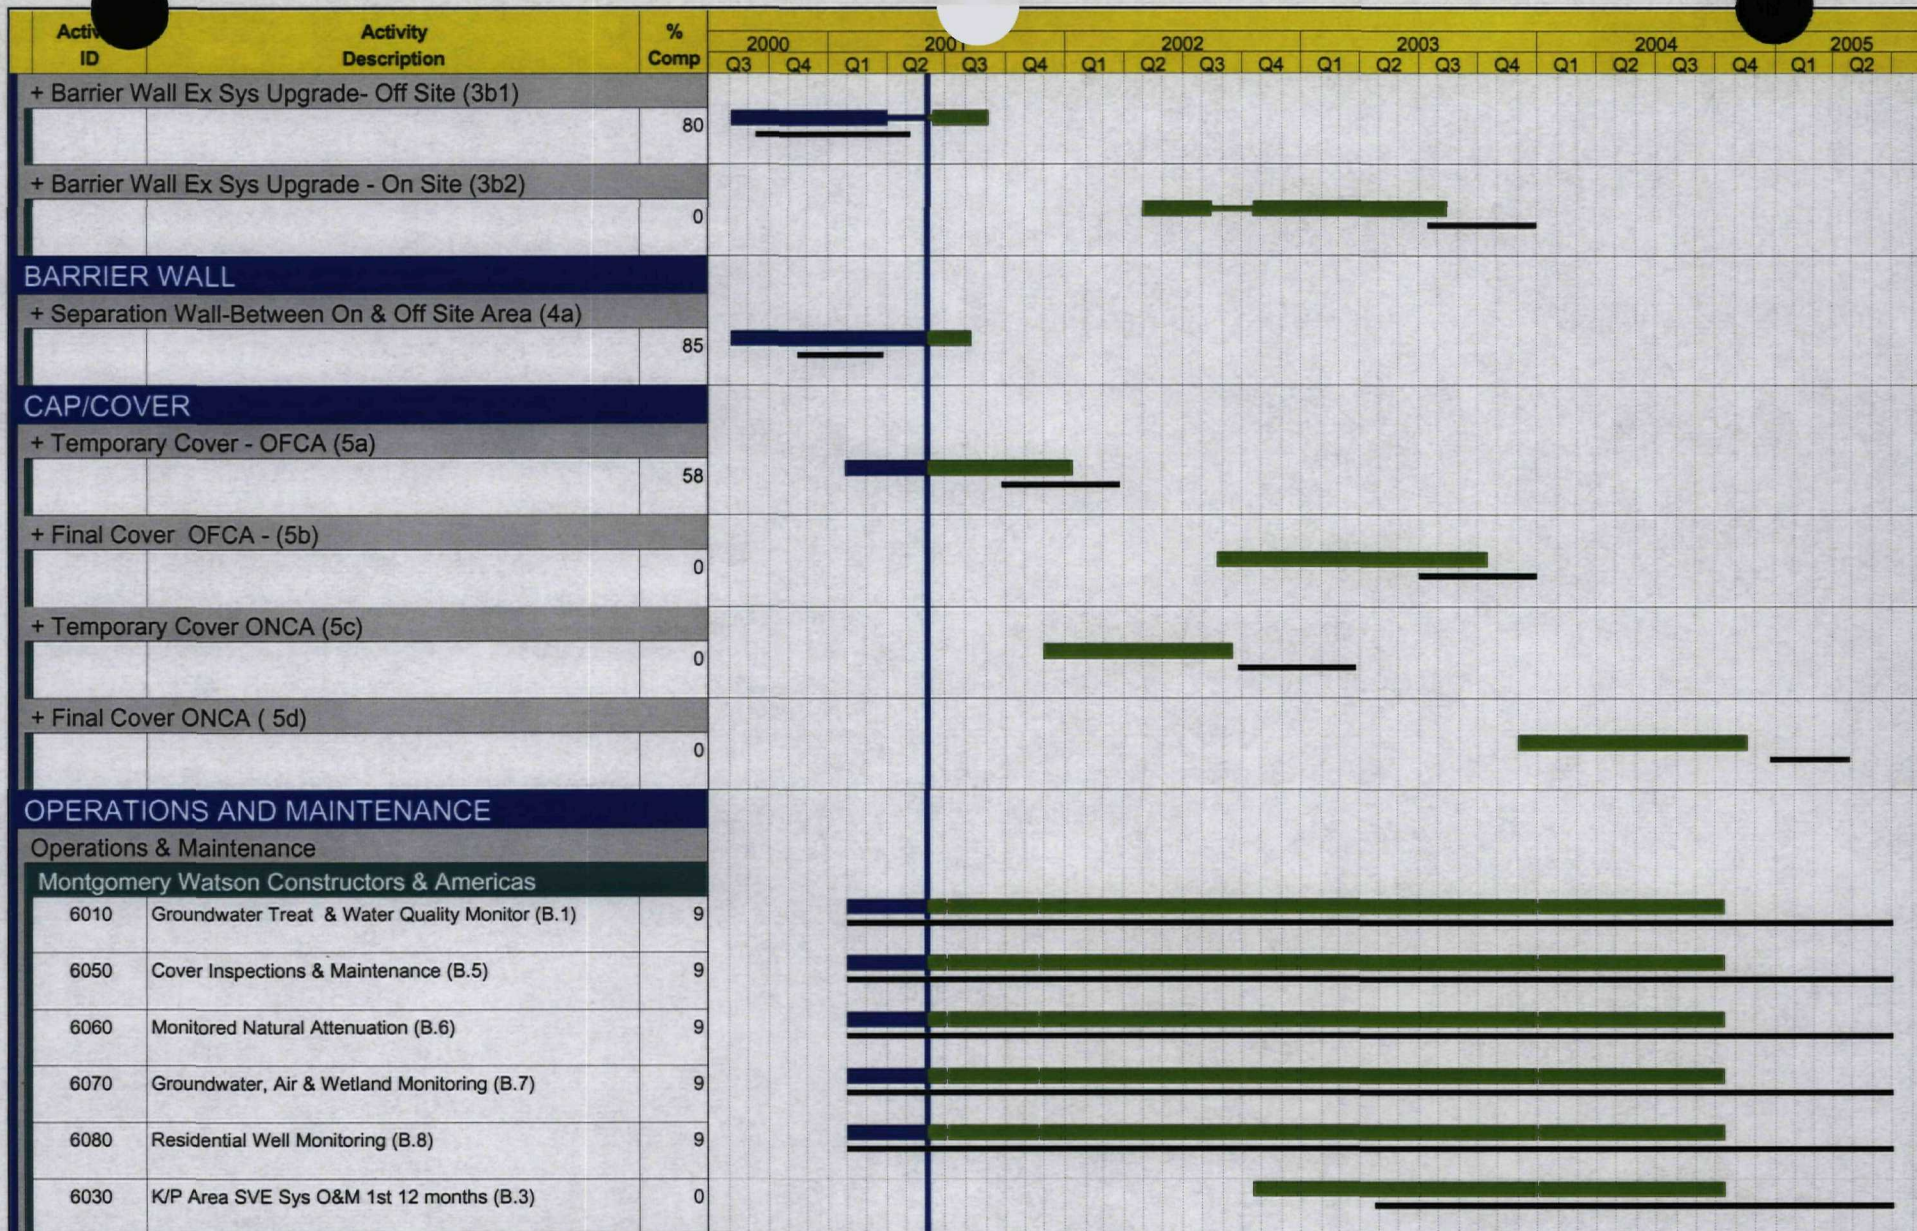 Activity Description % Comp
ID
2000 2002 2003 2004 2005
Q3 Q4 Q1 Q2 Q3 Q4 Q1 Q2 Q3 Q4 Q1 Q2 Q3 Q4 Q1 Q2 Q3 Q4 Q1 Q2
+ Barrier Wall Ex Sys Upgrade- Off Site (3b1)
80
+ Barrier Wall Ex Sys Upgrade - On Site (3b2)
0
BARRIER WALL
+ Separation Wall-Between On & Off Site Area (4a)
85
CAP/COVER
+ Temporary Cover - OFCA (5a)
58
+ Final Cover OFCA - (5b)
0
+ Temporary Cover ONCA (5c)
0
+ Final Cover ONCA ( 5d)
0
OPERATIONS AND MAINTENANCE
Operations & Maintenance
Montgomery Watson Constructors & Americas
6010 Groundwater Treat & Water Quality Monitor (B.1) 9
6050 Cover Inspections & Maintenance (B.5) 9
6060 Monitored Natural Attenuation (B.6) 9
6070 Groundwater, Air & Wetland Monitoring (B.7) 9
6080 Residential Well Monitoring (B.8) 9
6030 K/P Area SVE Sys O&M 1st 12 months (B.3) 0